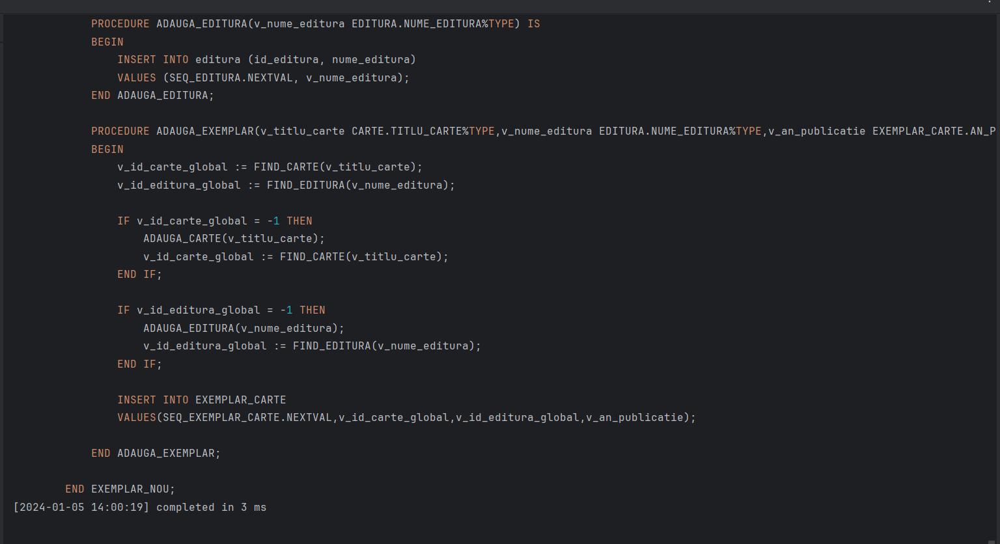 PROCEDURE ADAUGA_EDITURA(v_nume_editura EDITURA.NUME_EDITURA%TYPE) IS
BEGIN
INSERT INTO editura (id_editura, nume_editura)
VALUES (SEQ_EDITURA.NEXTVAL, v_nume_editura);
END ADAUGA_EDITURA;
PROCEDURE ADAUGA_EXEMPLAR(v_titlu_carte CARTE.TITLU_CARTE%TYPE,v_nume_editura EDITURA.NUME_EDITURA%TYPE,v_an_publicatie EXEMPLAR_CARTE.AN_P
BEGIN
v_id_carte_global := FIND_CARTE(v_titlu_carte);
v_id_editura_global := FIND_EDITURA(v_nume_editura);
IF v_id_carte_global = -1 THEN
ADAUGA_CARTE(v_titlu_carte);
v_id_carte_global := FIND_CARTE(v_titlu_carte);
END IF;
IF v_id_editura_global = -1 THEN
ADAUGA_EDITURA(v_nume_editura);
v_id_editura_global := FIND_EDITURA(v_nume_editura);
END IF;
INSERT INTO EXEMPLAR_CARTE
VALUES(SEQ_EXEMPLAR_CARTE.NEXTVAL,v_id_carte_global,v_id_editura_global,v_an_publicatie);
END ADAUGA_EXEMPLAR;
END EXEMPLAR_NOU;
[2024-01-05 14:00:19] completed in 3 ms